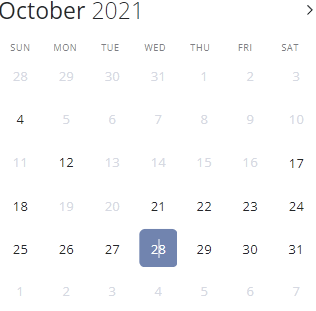 October 2021
SUN MON TUE WED THU FRI SAT
28 29 30 31 1 2 3
4 5 6 7 8 9 10
11 12 13 14 15 16 17
18 19 20 21 22 23 24
25 26 27 28 29 30 31
1 2 3 4 5 6 7